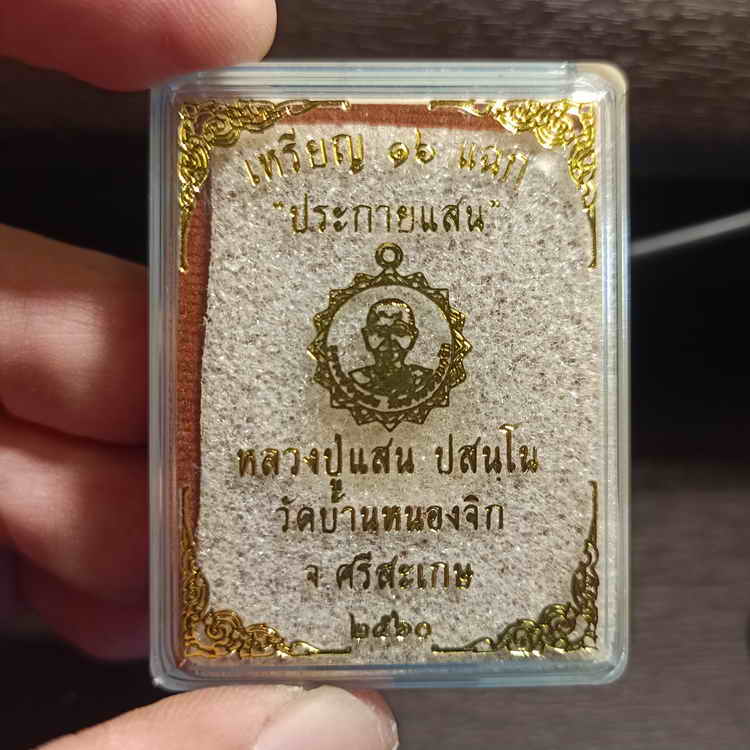 เหรียญ ๑๖ แฉก
"ประกายแสน"
หลวงปู่แสน ปสนฺโน
วัดบ้านหนองจิก
จ.ศรีสะเกษ
๒๕๖๐